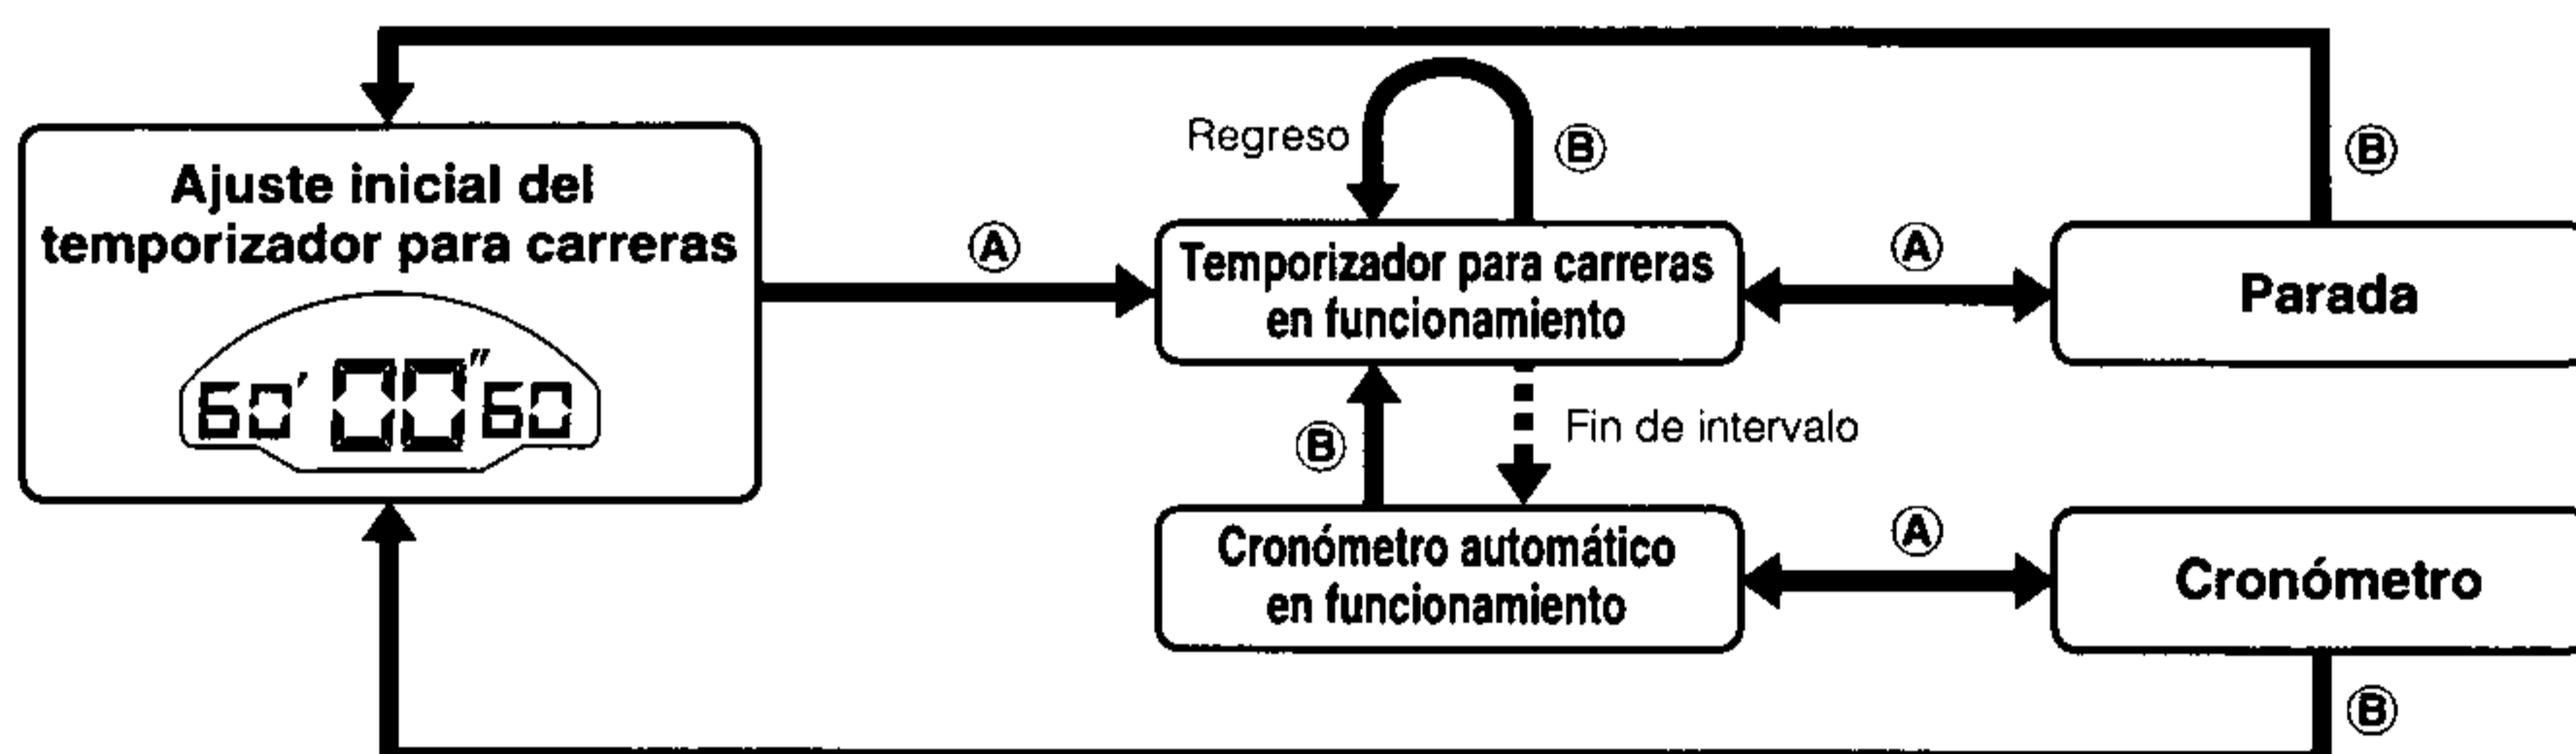 Ajuste inicial del
temporizador para carreras
60' 00" 60
A
Regreso
B
Temporizador para carreras
en funcionamiento
A
Parada
B
B
Fin de intervalo
Cronómetro automático
en funcionamiento
A
Cronómetro
B